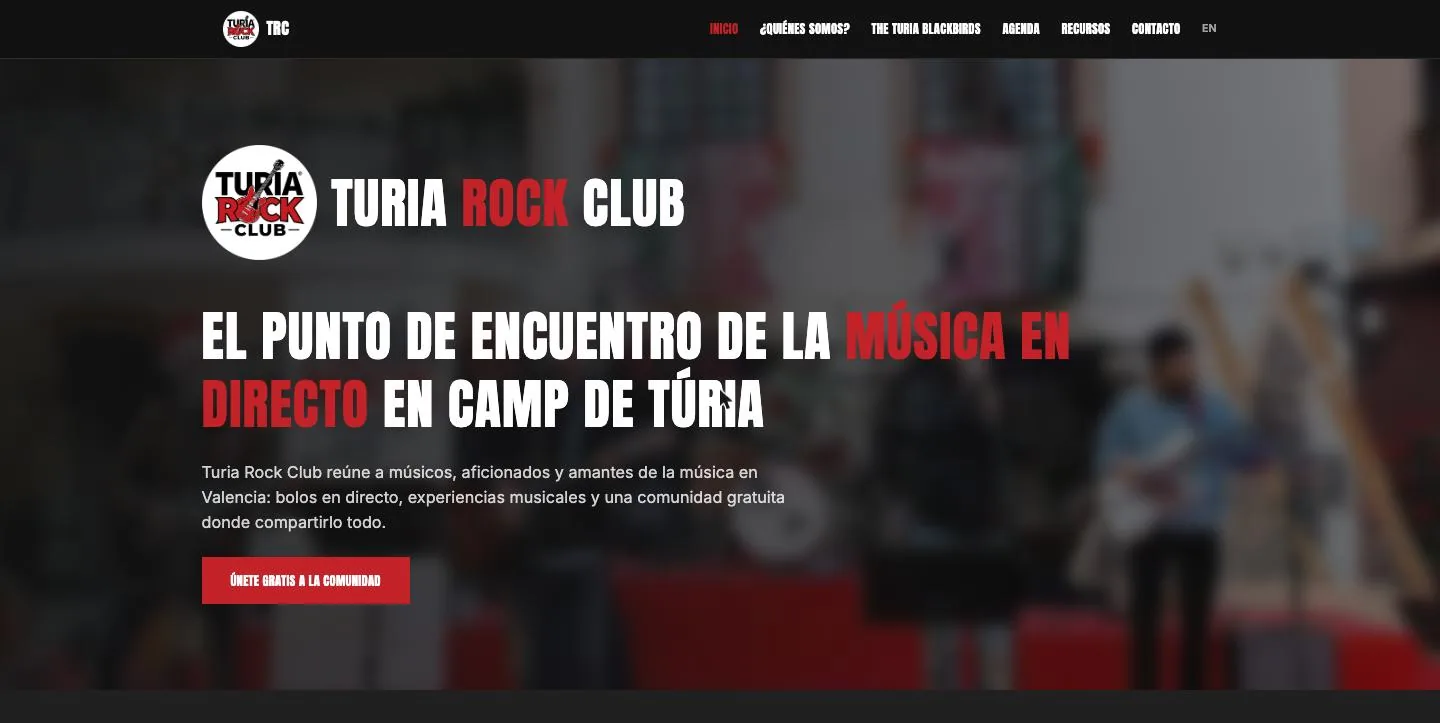 TURIA ROCK CLUB
TRC
INICIO
¿QUIÉNES SOMOS?
THE TURIA BLACKBIRDS
AGENDA
RECURSOS
CONTACTO
EN
TURIA
ROCK
CLUB
TURIA ROCK CLUB
EL PUNTO DE ENCUENTRO DE LA MÚSICA EN
DIRECTO EN CAMP DE TÚRIA
Turia Rock Club reúne a músicos, aficionados y amantes de la música en
Valencia: bolos en directo, experiencias musicales y una comunidad gratuita
donde compartirlo todo.
ÚNETE GRATIS A LA COMUNIDAD